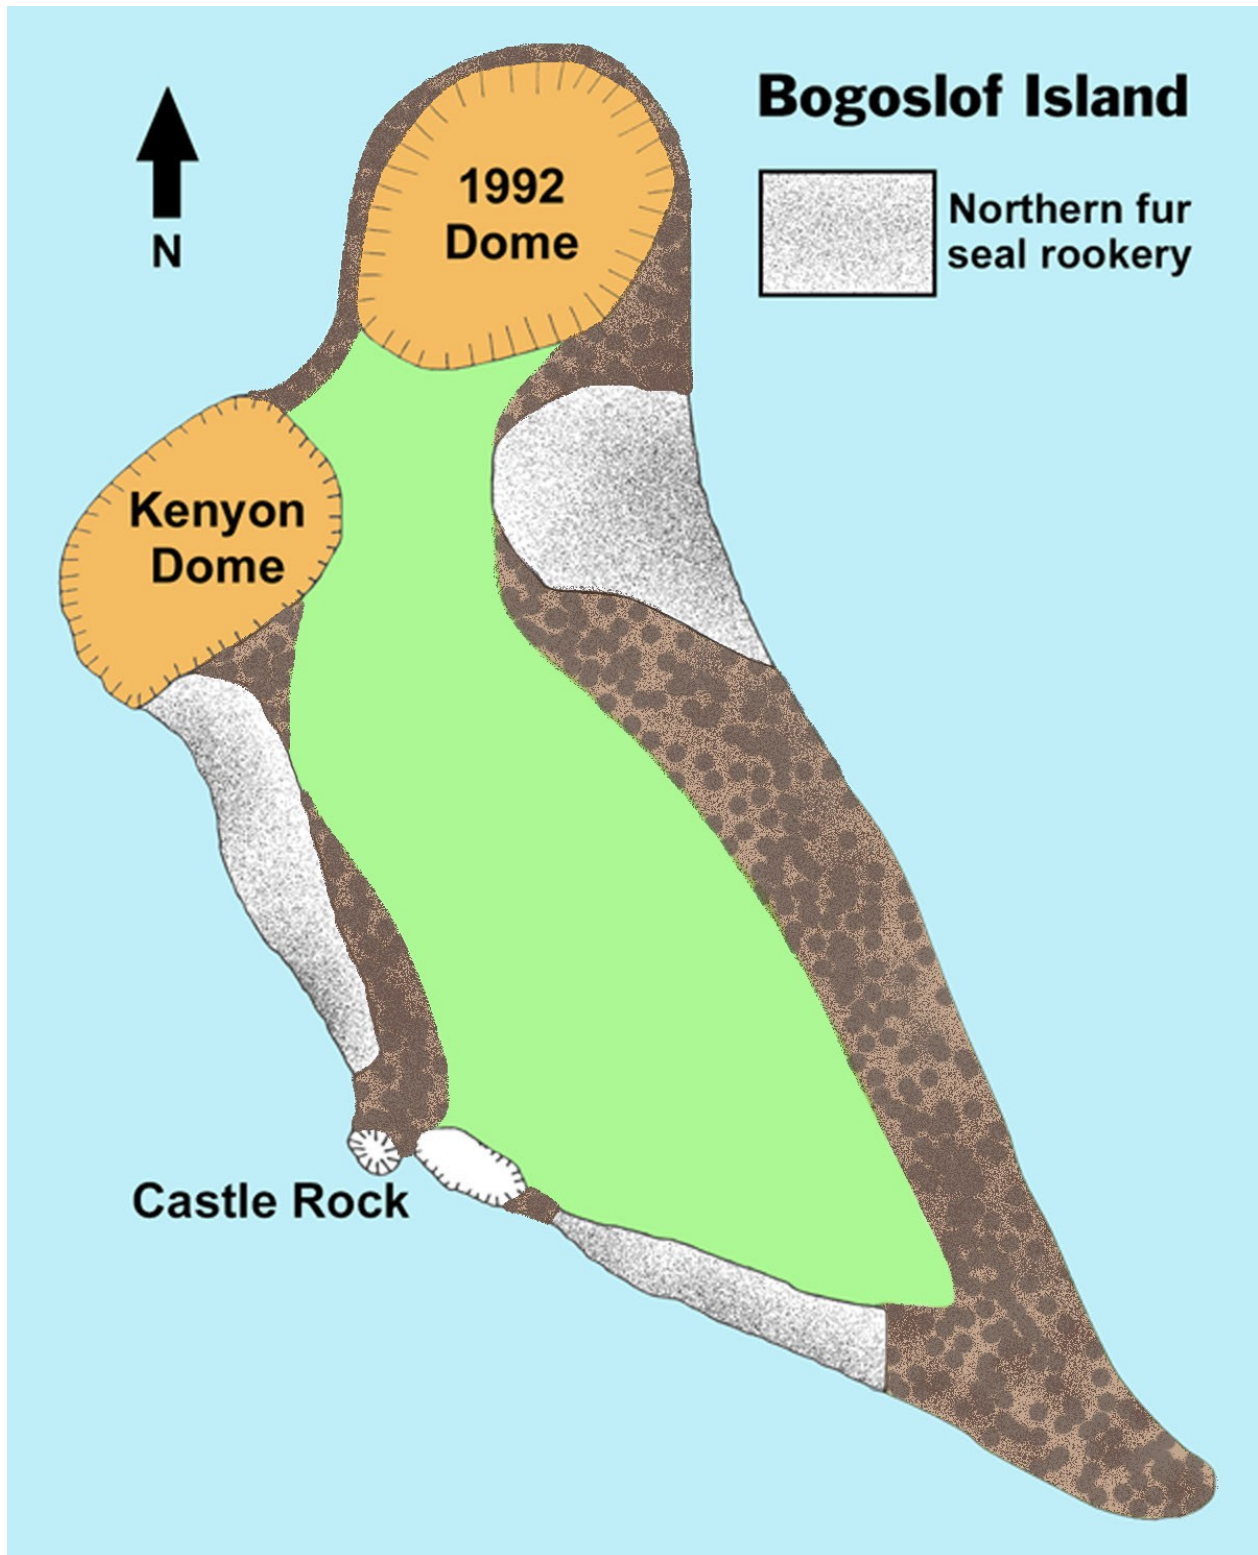 Bogoslof Island
N
Northern fur
seal rookery
1992
Dome
Kenyon
Dome
Castle Rock